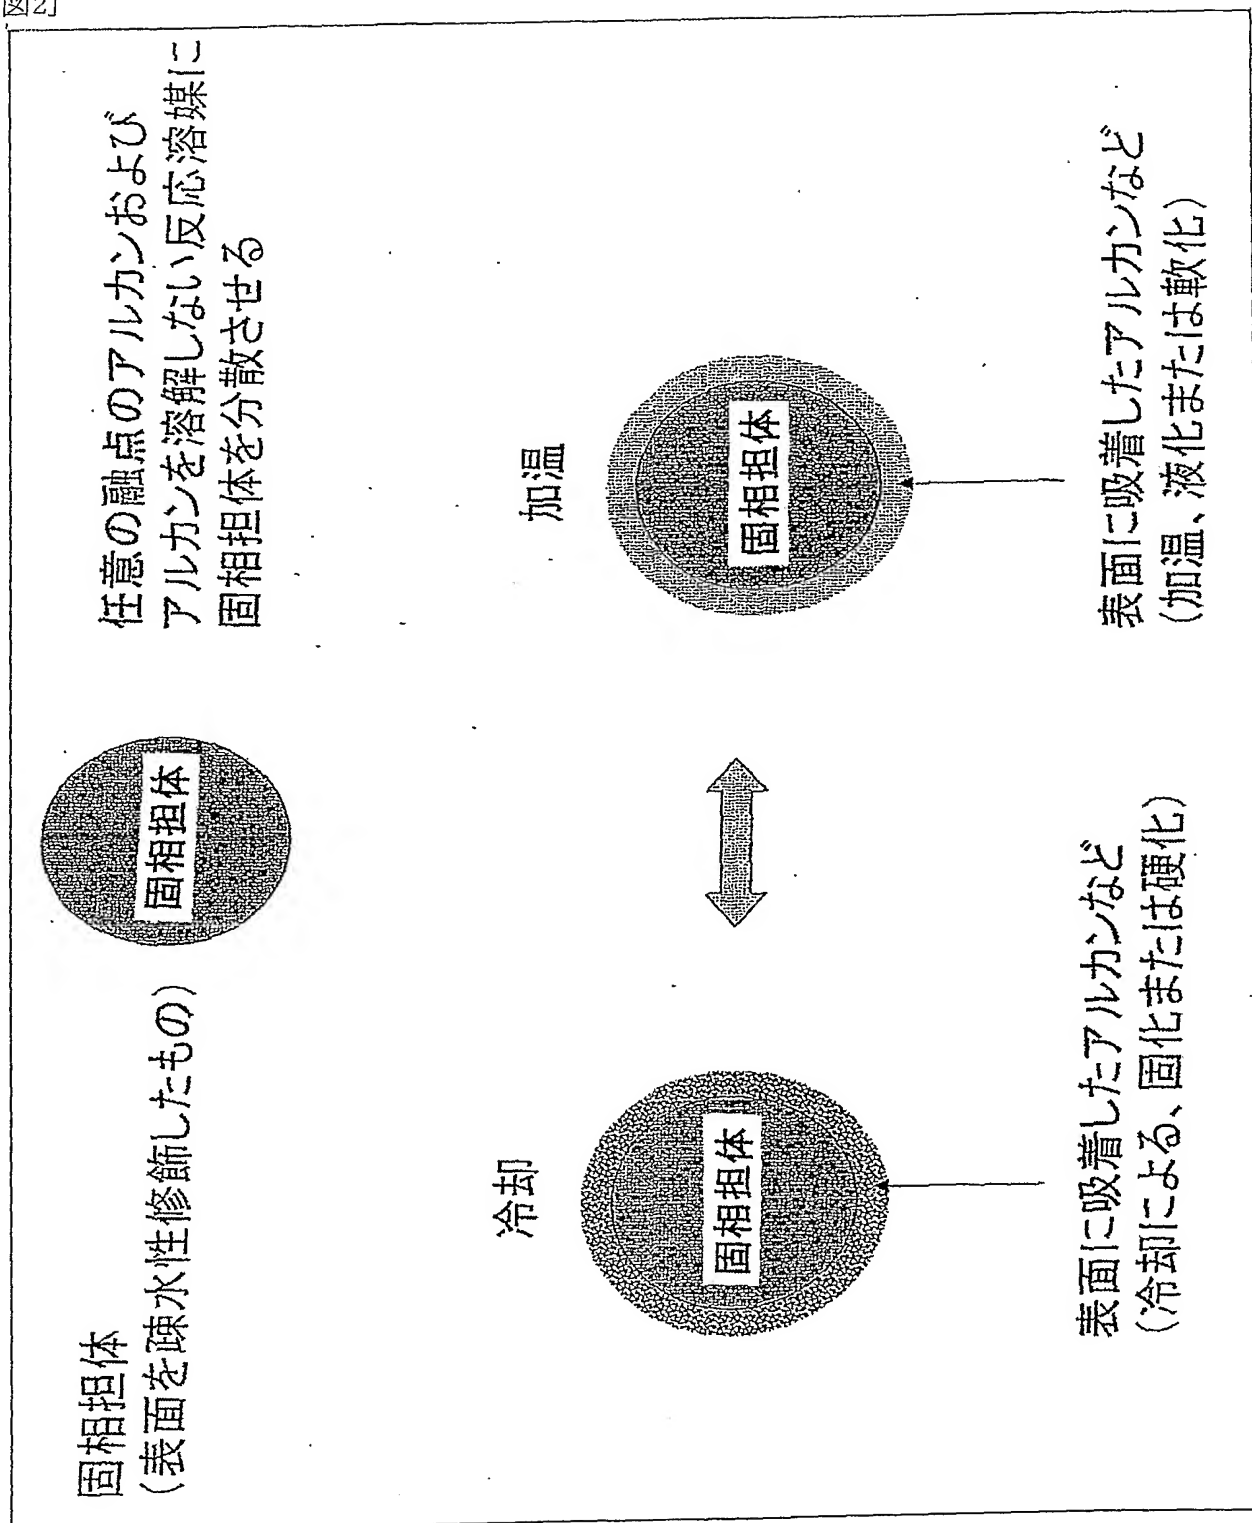 図2]
固相担体
(表面を疎水性修飾したもの)
固相担体
任意の融点のアルカンおよび
アルカンを溶解しない反応溶媒に
固相担体を分散させる
冷却
固相担体
加温
固相担体
表面に吸着したアルカンなど
(冷却による、固化または硬化)
表面に吸着したアルカンなど
(加温、液化または軟化)